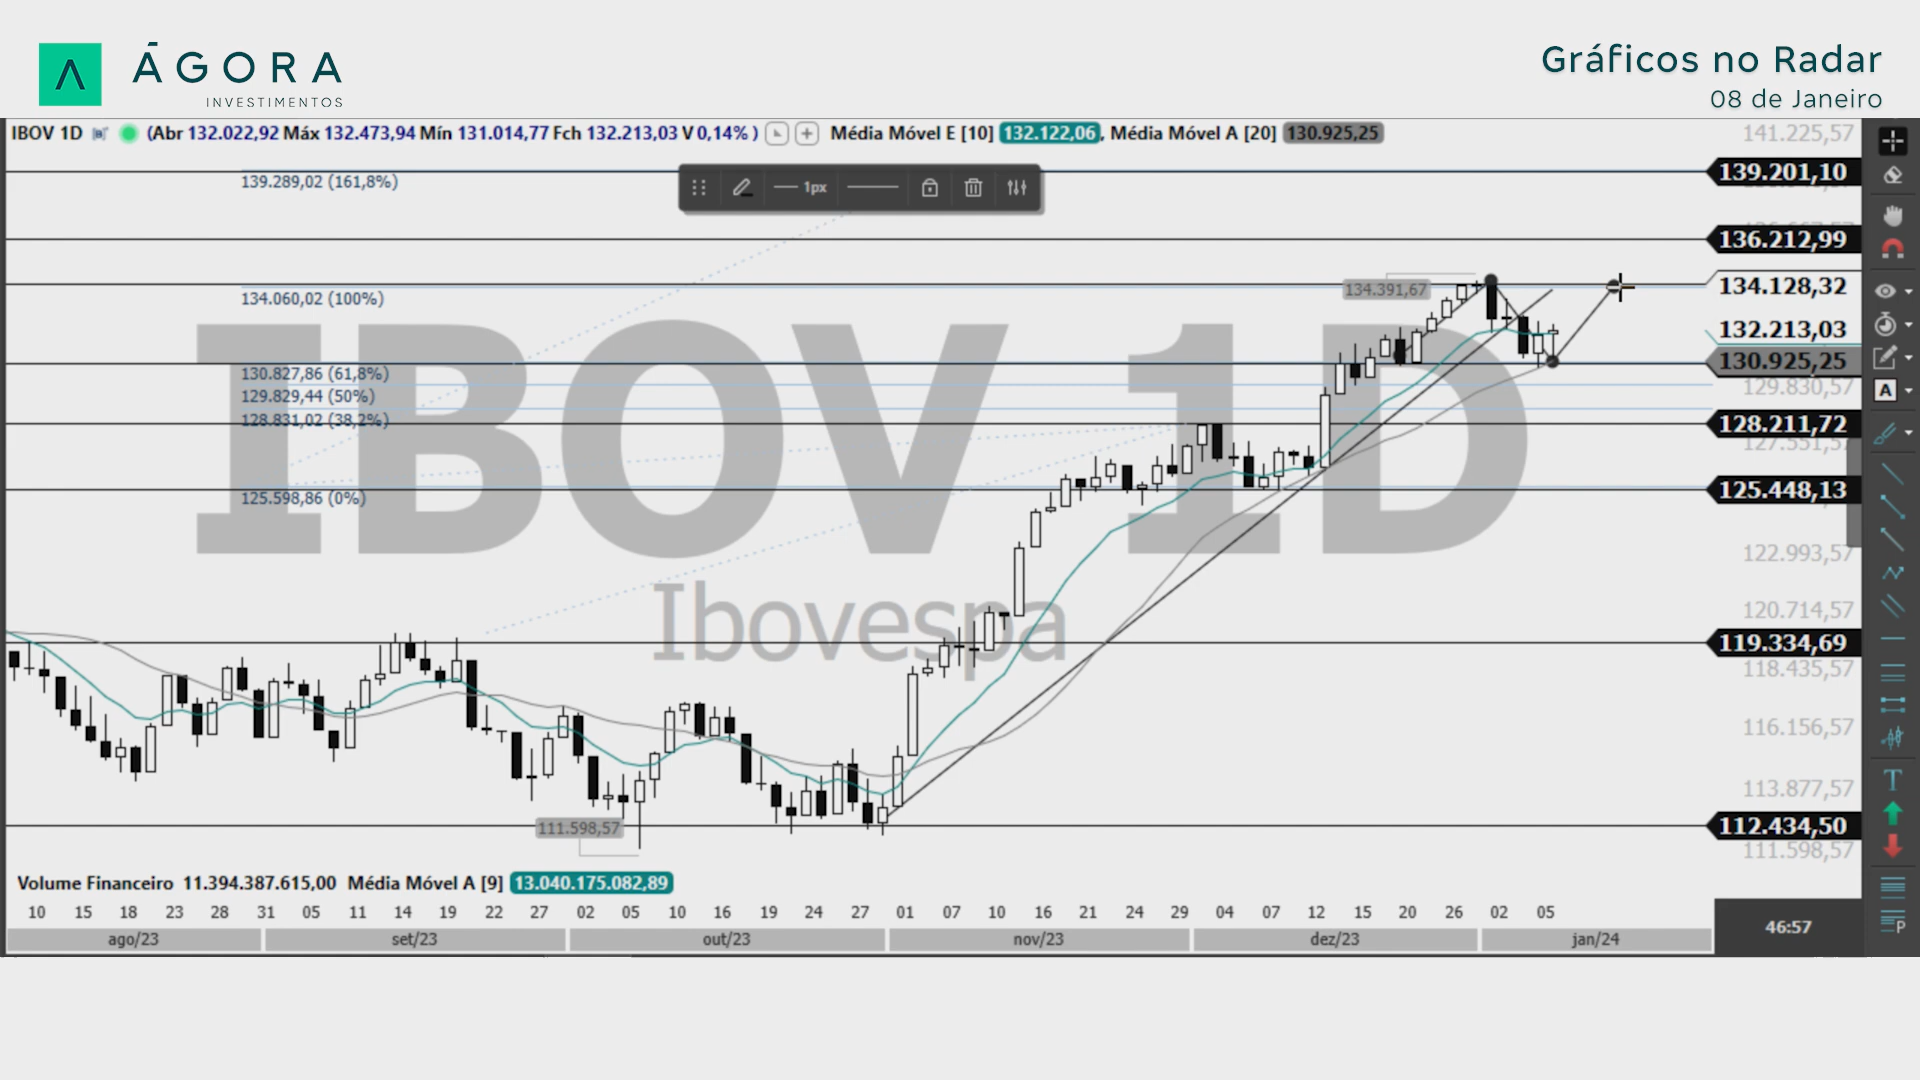 ÁGORA
INVESTIMENTOS
Gráficos no Radar
08 de Janeiro
IBOV 1D (Abr 132.022,92 Máx 132.473,94 Mín 131.014,77 Fch 132.213,03 V 0,14% ) Média Móvel E [10] 132.122,06, Média Móvel A [20] 130.925,25
141.225,57
139.201,10
139.289,02 (161,8%)
1px
136.212,99
134.128,32
134.391,67
134.060,02 (100%)
132.213,03
130.925,25
130.827,86 (61,8%)
129.830,57
129.829,44 (50%)
128.831,02 (38,2%)
128.211,72
125.448,13
125.598,86 (0%)
IBOV 1D
Ibovespa
122.993,57
120.714,57
119.334,69
118.435,57
116.156,57
113.877,57
112.434,50
111.598,57
111.598,57
Volume Financeiro 11.394.387.615,00 Média Móvel A [9] 13.040.175.082,89
10 15 18 23 28 31 05 11 14 19 22 27 02 05 10 16 19 24 27 01 07 10 16 21 24 29 04 07 12 15 20 26 02 05
ago/23 set/23 out/23 nov/23 dez/23 jan/24
46:57
A
T
P